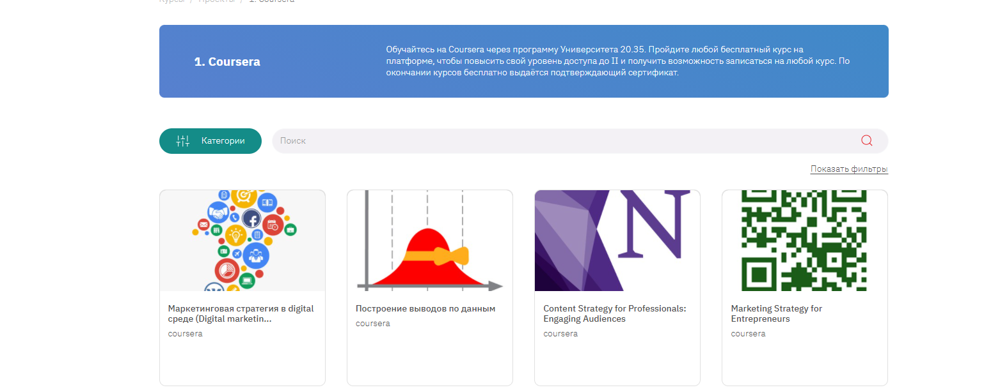 Курсы / Проекты / 1. Coursera
1. Coursera
Обучайтесь на Coursera через программу Университета 20.35. Пройдите любой бесплатный курс на
платформе, чтобы повысить свой уровень доступа до II и получить возможность записаться на любой курс. По
окончании курсов бесплатно выдаётся подтверждающий сертификат.
Категории
Поиск
Показать фильтры
N
Маркетинговая стратегия в digital
среде (Digital marketin...
coursera
Построение выводов по данным
coursera
Content Strategy for Professionals:
Engaging Audiences
coursera
Marketing Strategy for
Entrepreneurs
coursera